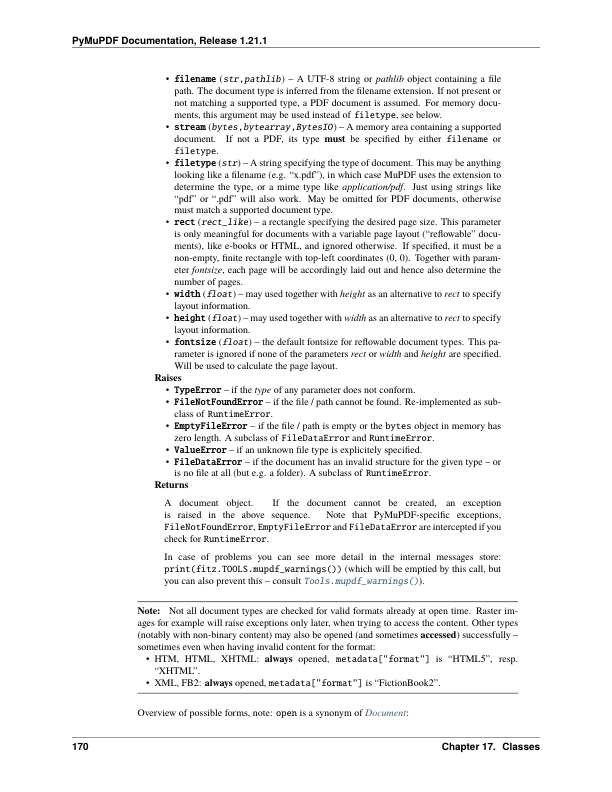 PyMuPDF Documentation, Release 1.21.1
• filename (str,pathlib) – A UTF-8 string or pathlib object containing a file
path. The document type is inferred from the filename extension. If not present or
not matching a supported type, a PDF document is assumed. For memory docu-
ments, this argument may be used instead of filetype, see below.
• stream (bytes,bytearray,BytesIO) – A memory area containing a supported
document. If not a PDF, its type must be specified by either filename or
filetype.
• filetype (str) – A string specifying the type of document. This may be anything
looking like a filename (e.g. “x.pdf”), in which case MuPDF uses the extension to
determine the type, or a mime type like application/pdf. Just using strings like
“pdf” or “.pdf” will also work. May be omitted for PDF documents, otherwise
must match a supported document type.
• rect (rect_like) – a rectangle specifying the desired page size. This parameter
is only meaningful for documents with a variable page layout (“reflowable” docu-
ments), like e-books or HTML, and ignored otherwise. If specified, it must be a
non-empty, finite rectangle with top-left coordinates (0, 0). Together with param-
eter fontsize, each page will be accordingly laid out and hence also determine the
number of pages.
• width (float) – may used together with height as an alternative to rect to specify
layout information.
• height (float) – may used together with width as an alternative to rect to specify
layout information.
• fontsize (float) – the default fontsize for reflowable document types. This pa-
rameter is ignored if none of the parameters rect or width and height are specified.
Will be used to calculate the page layout.
Raises
• TypeError – if the type of any parameter does not conform.
• FileNotFoundError – if the file / path cannot be found. Re-implemented as sub-
class of RuntimeError.
• EmptyFileError – if the file / path is empty or the bytes object in memory has
zero length. A subclass of FileDataError and RuntimeError.
• ValueError – if an unknown file type is explicitly specified.
• FileDataError – if the document has an invalid structure for the given type – or
is no file at all (but e.g. a folder). A subclass of RuntimeError.
Returns
A document object. If the document cannot be created, an exception
is raised in the above sequence. Note that PyMuPDF-specific exceptions,
FileNotFoundError, EmptyFileError and FileDataError are intercepted if you
check for RuntimeError.
In case of problems you can see more detail in the internal messages store:
print(fitz.TOOLS.mupdf_warnings()) (which will be emptied by this call, but
you can also prevent this – consult Tools.mupdf_warnings()).
Note: Not all document types are checked for valid formats already at open time. Raster im-
ages for example will raise exceptions only later, when trying to access the content. Other types
(notably with non-binary content) may also be opened (and sometimes accessed) successfully –
sometimes even when having invalid content for the format:
• HTM, HTML, XHTML: always opened, metadata["format"] is “HTML5”, resp.
“XHTML”.
• XML, FB2: always opened, metadata["format"] is “FictionBook2”.
Overview of possible forms, note: open is a synonym of Document:
170 Chapter 17. Classes